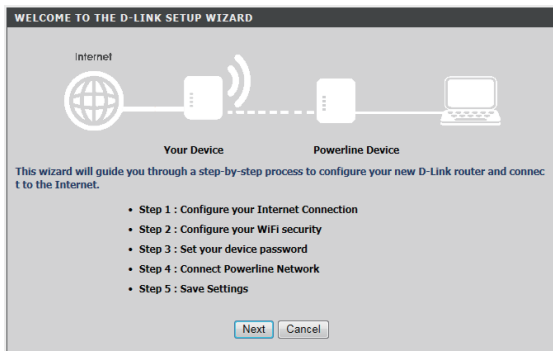 WELCOME TO THE D-LINK SETUP WIZARD
Internet
Your Device Powerline Device
This wizard will guide you through a step-by-step process to configure your new D-Link router and connec
t to the Internet.
• Step 1 : Configure your Internet Connection
• Step 2 : Configure your WiFi security
• Step 3 : Set your device password
• Step 4 : Connect Powerline Network
• Step 5 : Save Settings
Next Cancel